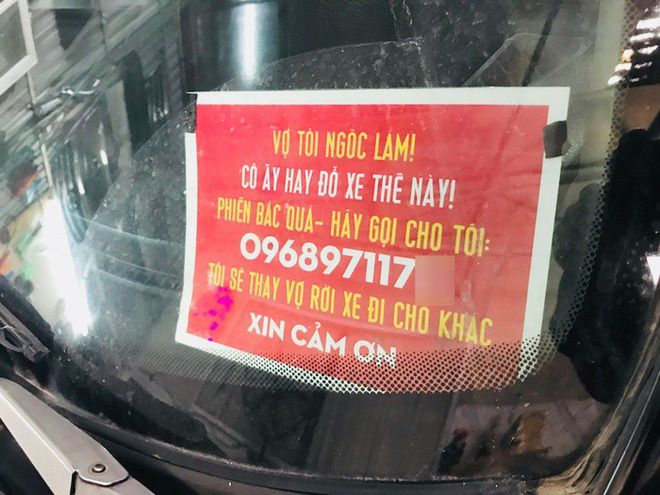 VỢ TÔI NGỐC LẮM!
CÔ ẤY HAY ĐỖ XE THẾ NÀY!
PHIỀN BÁC QUÁ- HÃY GỌI CHO TÔI:
096897117
TÔI SẼ THAY VỢ RỜI XE ĐI CHỖ KHÁC
XIN CẢM ƠN